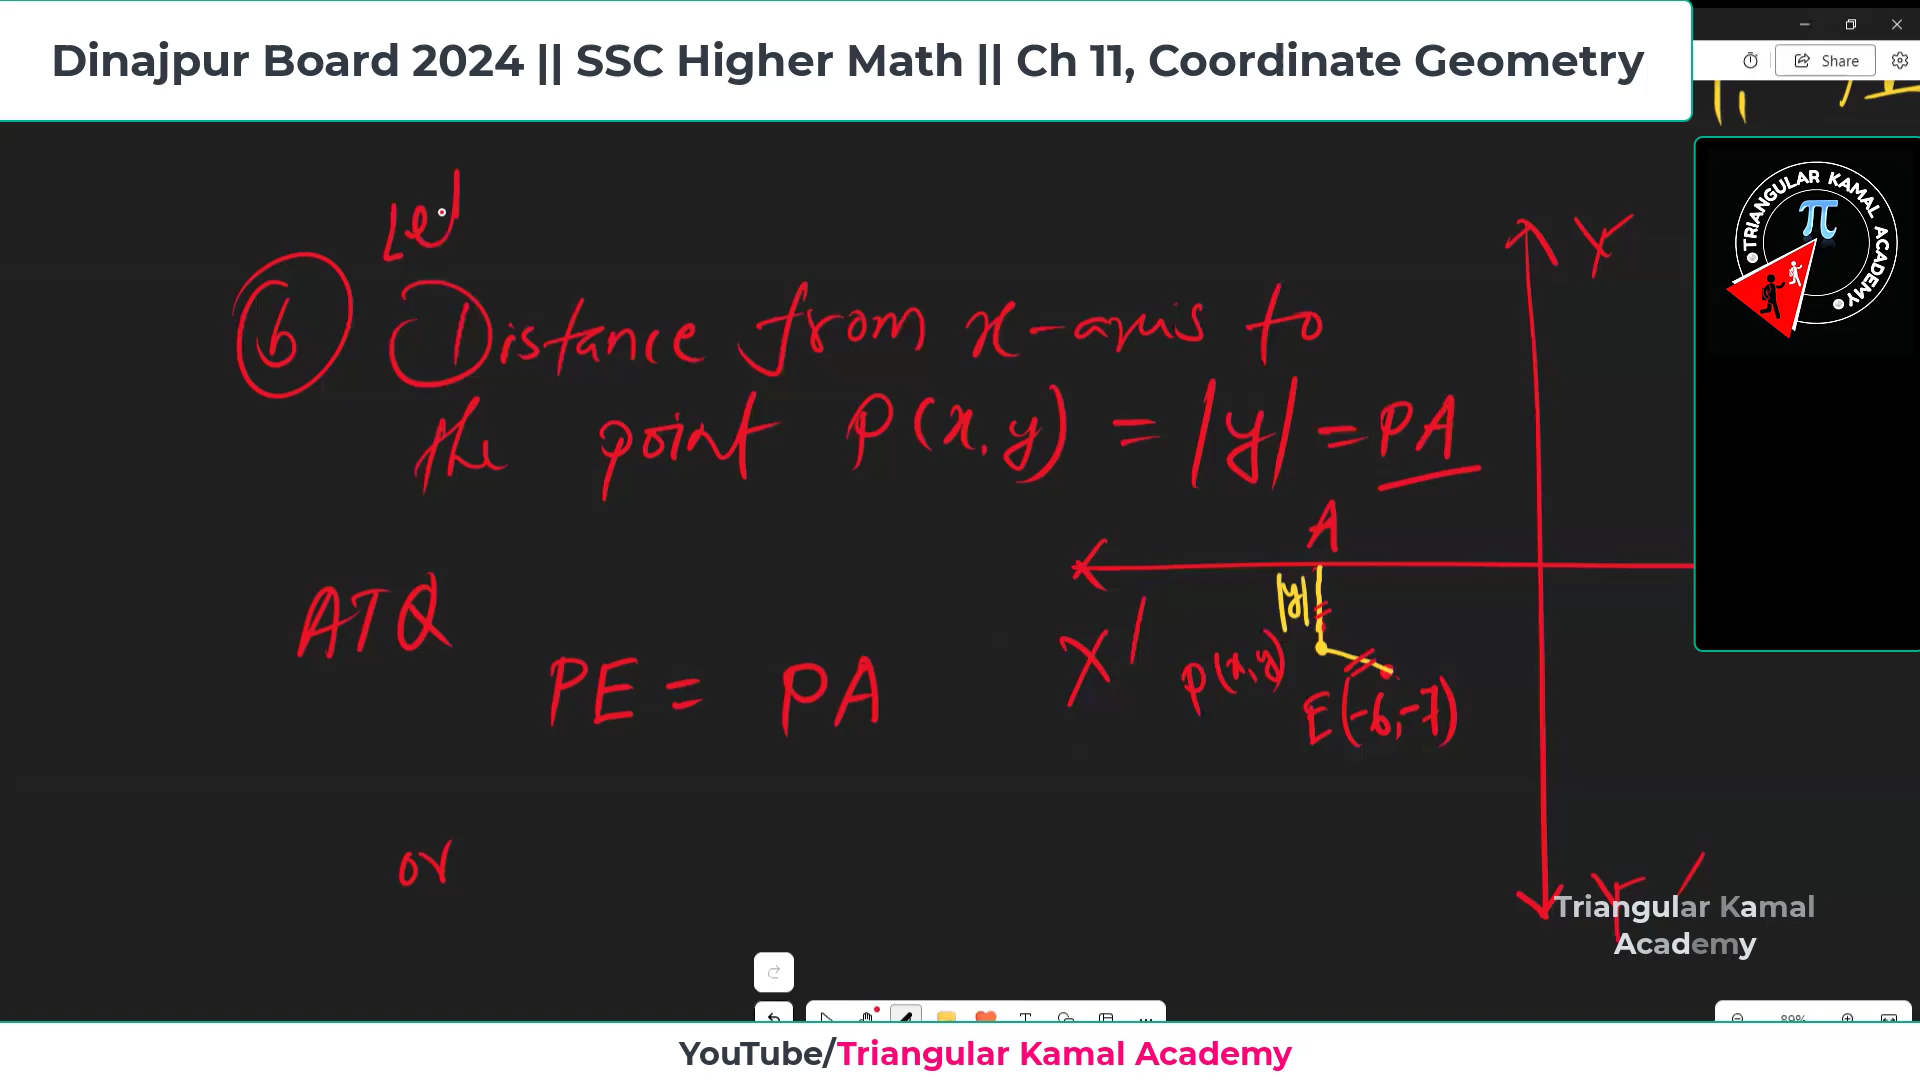 Dinajpur Board 2024 || SSC Higher Math || Ch 11, Coordinate Geometry
Share
TRIANGULAR KAMAL ACADEMY
π
Let
b Distance from x-axis to
the point P(x,y) = |y| = PA
Y
A
|y|
X'
P(x,y)
E(-6,-7)
ATQ
PE = PA
or
Y'
Triangular Kamal
Academy
89%
YouTube/Triangular Kamal Academy